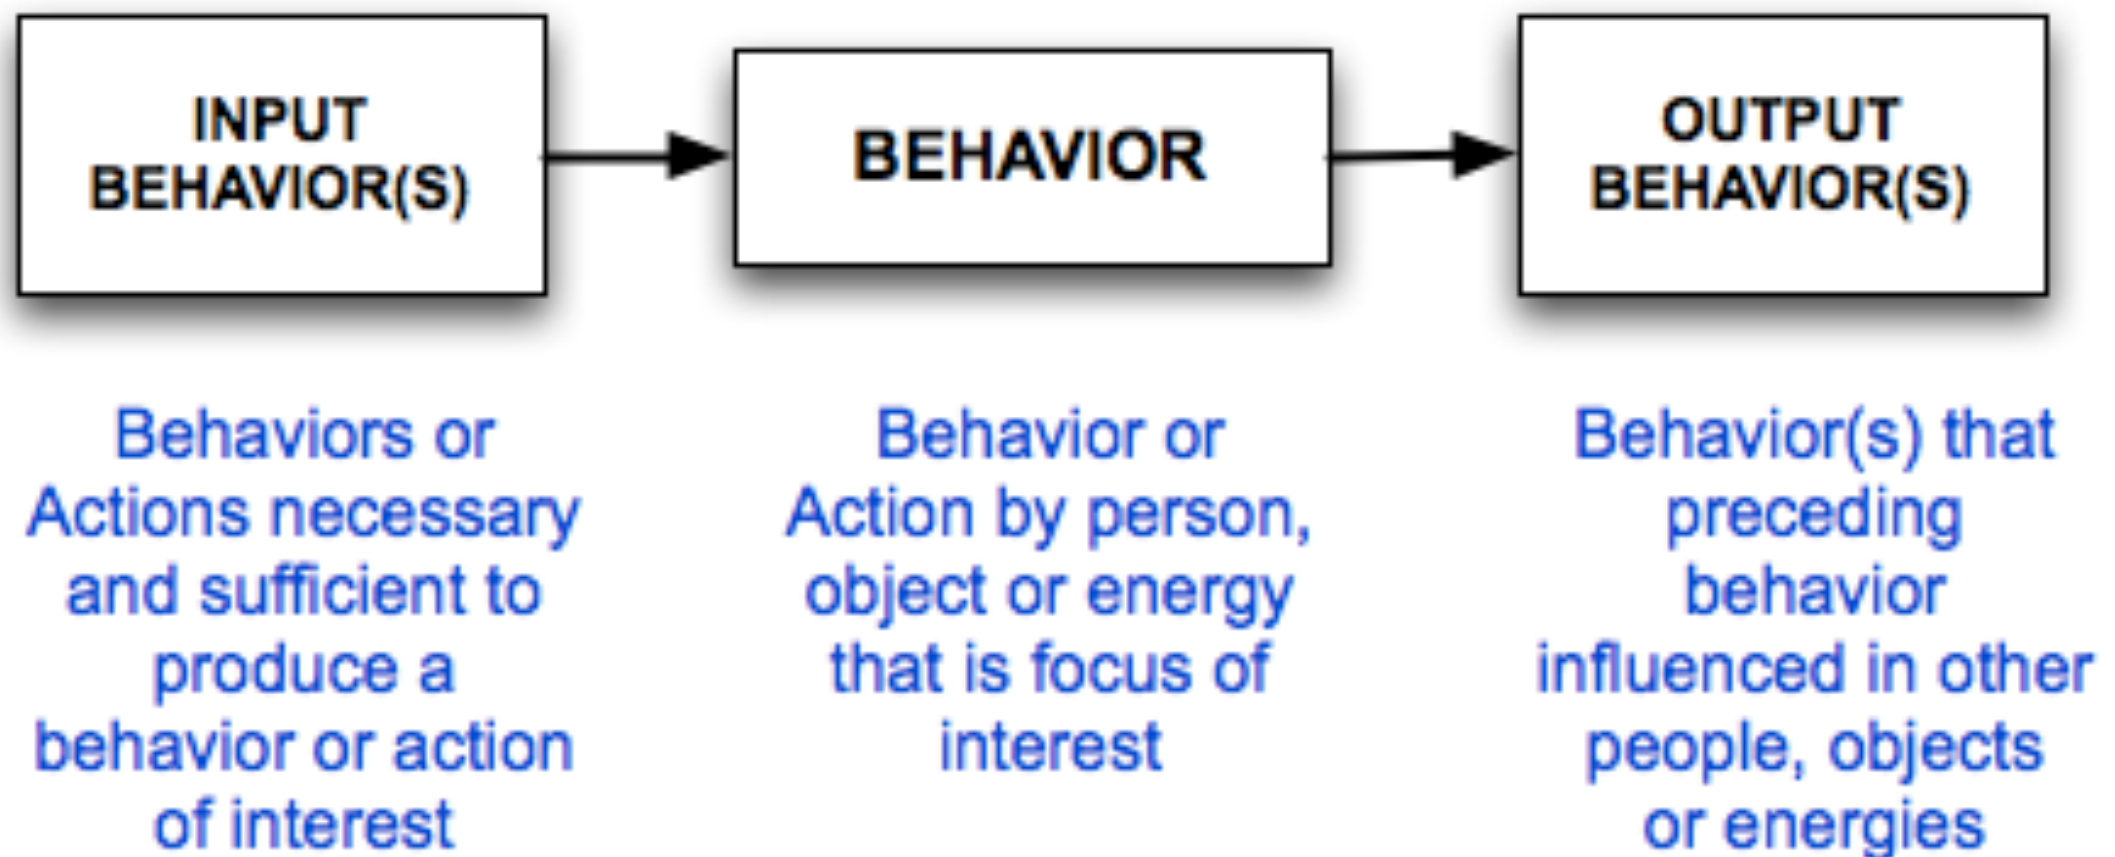 INPUT
BEHAVIOR(S)
BEHAVIOR
OUTPUT
BEHAVIOR(S)
Behaviors or
Actions necessary
and sufficient to
produce a
behavior or action
of interest
Behavior or
Action by person,
object or energy
that is focus of
interest
Behavior(s) that
preceding
behavior
influenced in other
people, objects
or energies